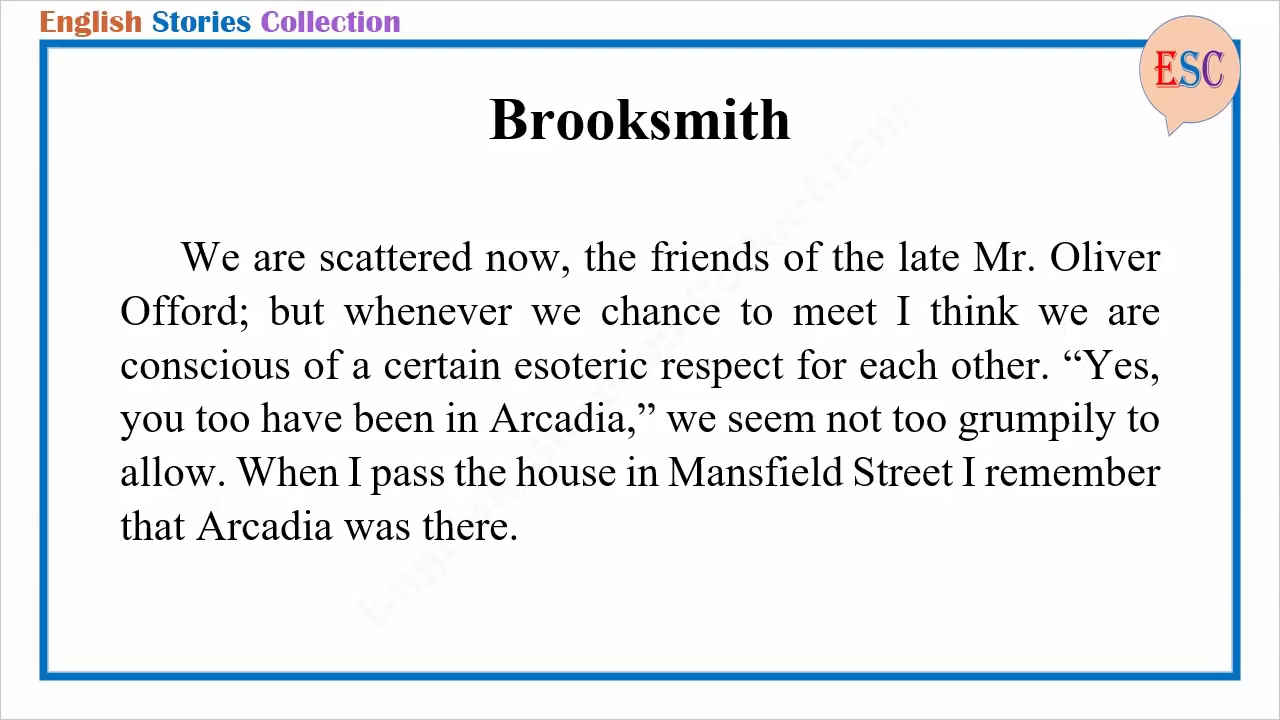 English Stories Collection
ESC
Brooksmith
We are scattered now, the friends of the late Mr. Oliver
Offord; but whenever we chance to meet I think we are
conscious of a certain esoteric respect for each other. “Yes,
you too have been in Arcadia,” we seem not too grumpily to
allow. When I pass the house in Mansfield Street I remember
that Arcadia was there.
English Stories Collections